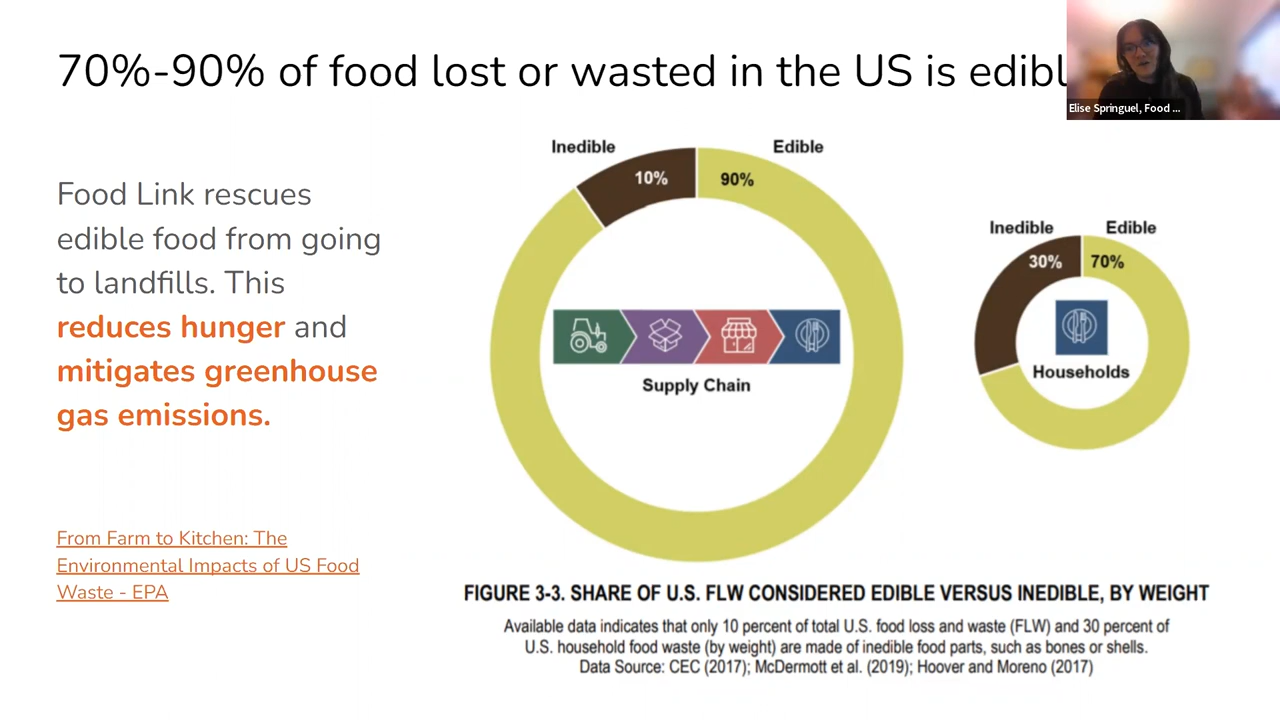 70%-90% of food lost or wasted in the US is edibl
Elise Springuel, Food ...
Food Link rescues
edible food from going
to landfills. This
reduces hunger and
mitigates greenhouse
gas emissions.
From Farm to Kitchen: The
Environmental Impacts of US Food
Waste - EPA
Inedible
Edible
10%
90%
Supply Chain
Inedible
Edible
30%
70%
Households
FIGURE 3-3. SHARE OF U.S. FLW CONSIDERED EDIBLE VERSUS INEDIBLE, BY WEIGHT
Available data indicates that only 10 percent of total U.S. food loss and waste (FLW) and 30 percent of
U.S. household food waste (by weight) are made of inedible food parts, such as bones or shells.
Data Source: CEC (2017); McDermott et al. (2019); Hoover and Moreno (2017)